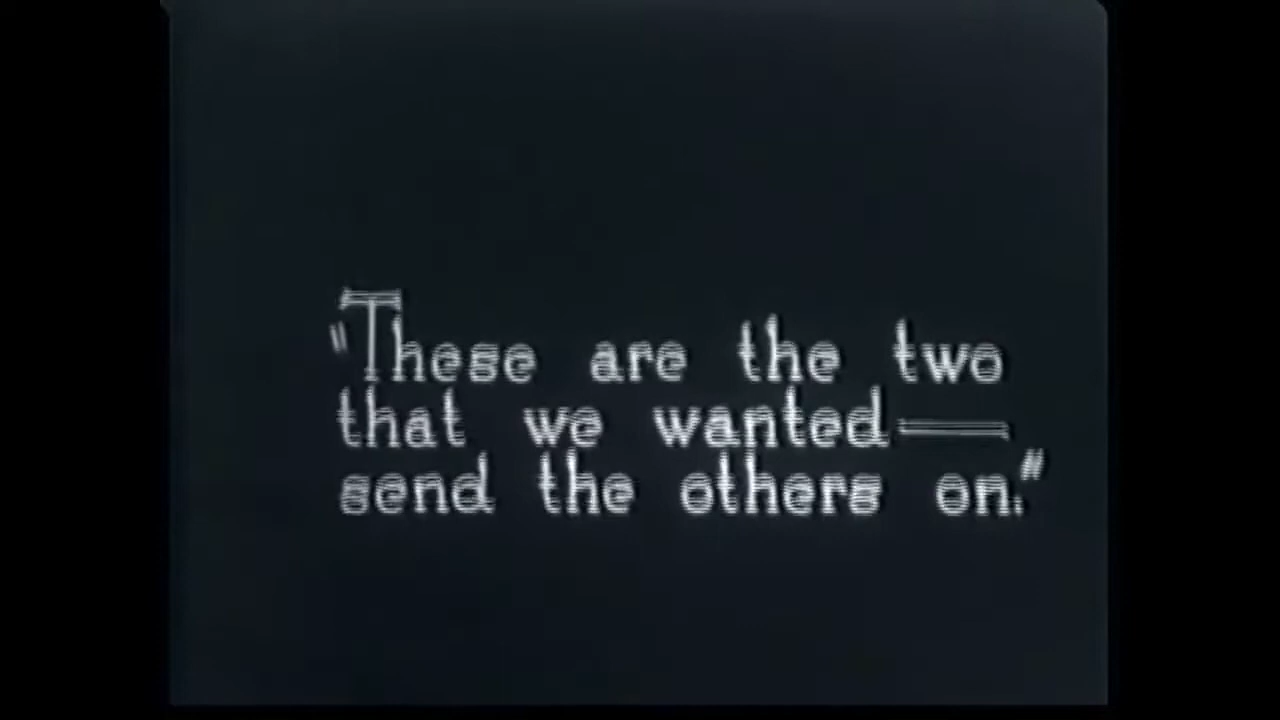 "These are the two
that we wanted—
send the others on."